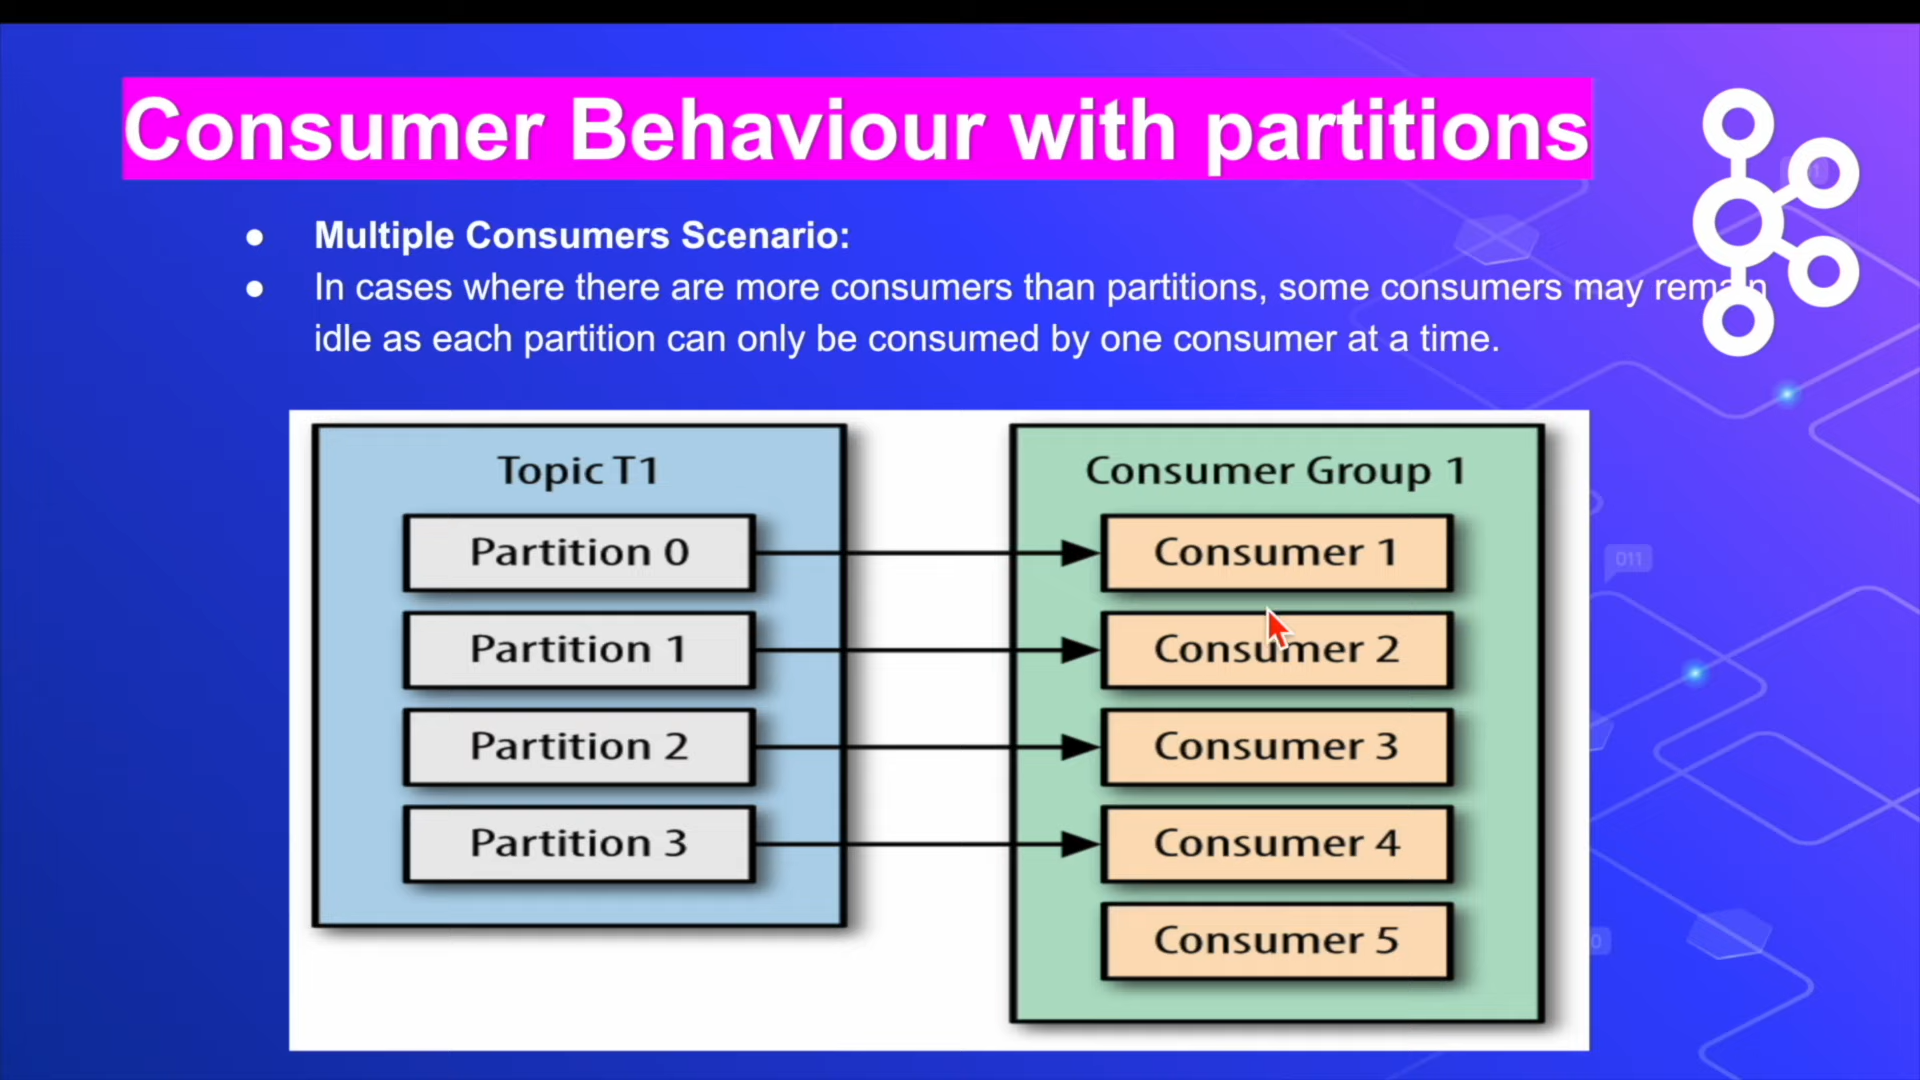 Consumer Behaviour with partitions
● Multiple Consumers Scenario:
● In cases where there are more consumers than partitions, some consumers may remain
idle as each partition can only be consumed by one consumer at a time.
Topic T1
Partition 0
Partition 1
Partition 2
Partition 3
Consumer Group 1
Consumer 1
Consumer 2
Consumer 3
Consumer 4
Consumer 5
011